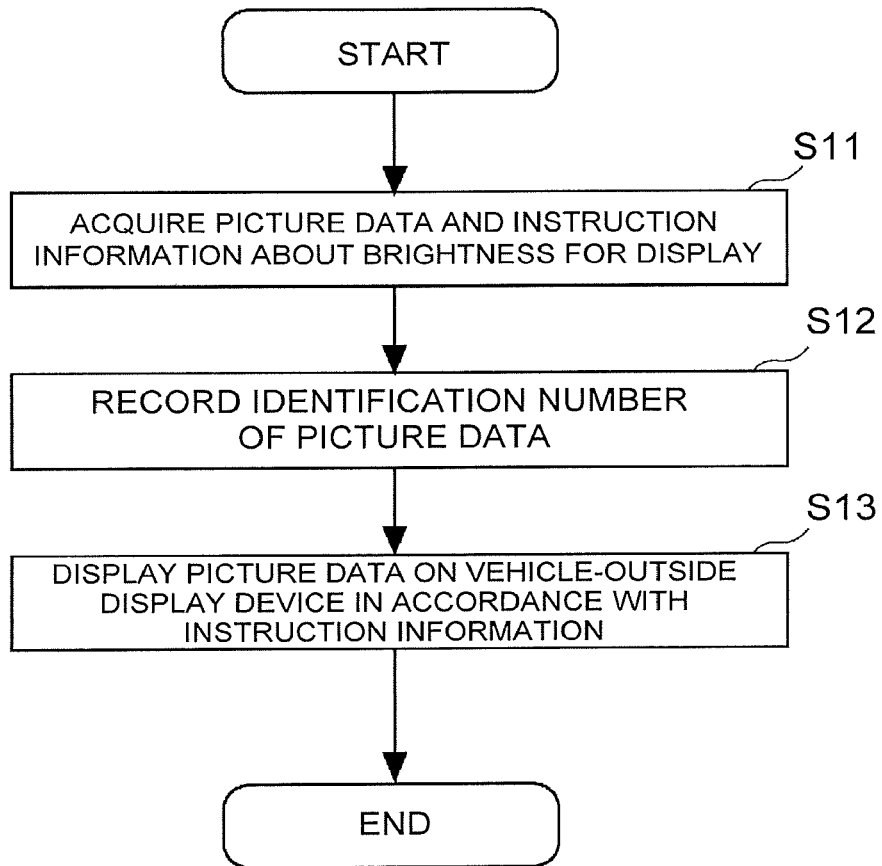 START
S11
ACQUIRE PICTURE DATA AND INSTRUCTION
INFORMATION ABOUT BRIGHTNESS FOR DISPLAY
S12
RECORD IDENTIFICATION NUMBER
OF PICTURE DATA
S13
DISPLAY PICTURE DATA ON VEHICLE-OUTSIDE
DISPLAY DEVICE IN ACCORDANCE WITH
INSTRUCTION INFORMATION
END